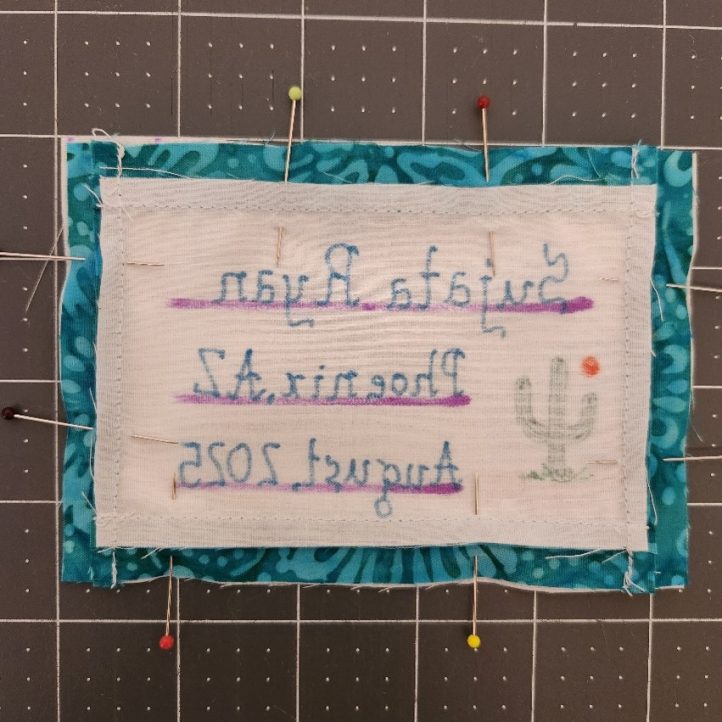 Sujata Ryan
Phoenix, AZ
August 2025